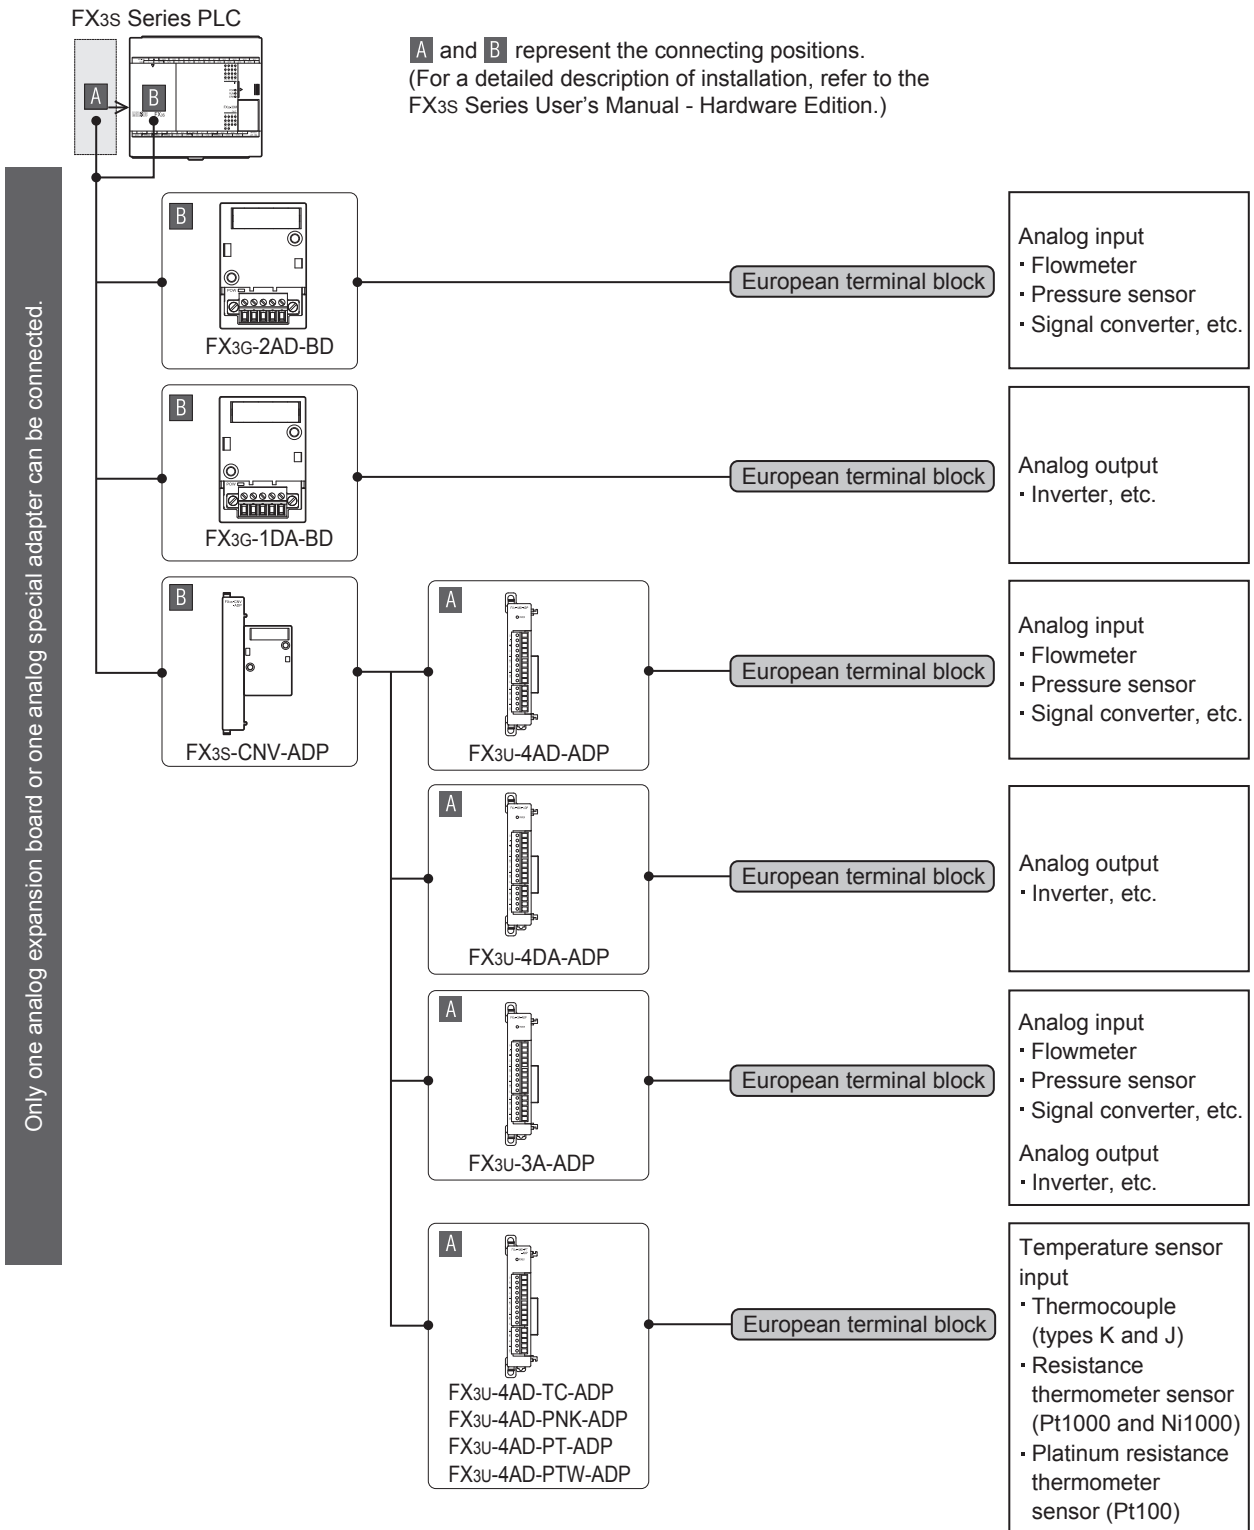 FX3S Series PLC
A and B represent the connecting positions.
(For a detailed description of installation, refer to the
FX3S Series User's Manual - Hardware Edition.)
A
B
Only one analog expansion board or one analog special adapter can be connected.
B
FX3G-2AD-BD
European terminal block
Analog input
· Flowmeter
· Pressure sensor
· Signal converter, etc.
B
FX3G-1DA-BD
European terminal block
Analog output
· Inverter, etc.
B
FX3S-CNV-ADP
A
FX3U-4AD-ADP
European terminal block
Analog input
· Flowmeter
· Pressure sensor
· Signal converter, etc.
A
FX3U-4DA-ADP
European terminal block
Analog output
· Inverter, etc.
A
FX3U-3A-ADP
European terminal block
Analog input
· Flowmeter
· Pressure sensor
· Signal converter, etc.
Analog output
· Inverter, etc.
A
FX3U-4AD-TC-ADP
FX3U-4AD-PNK-ADP
FX3U-4AD-PT-ADP
FX3U-4AD-PTW-ADP
European terminal block
Temperature sensor
input
· Thermocouple
(types K and J)
· Resistance
thermometer sensor
(Pt1000 and Ni1000)
· Platinum resistance
thermometer
sensor (Pt100)